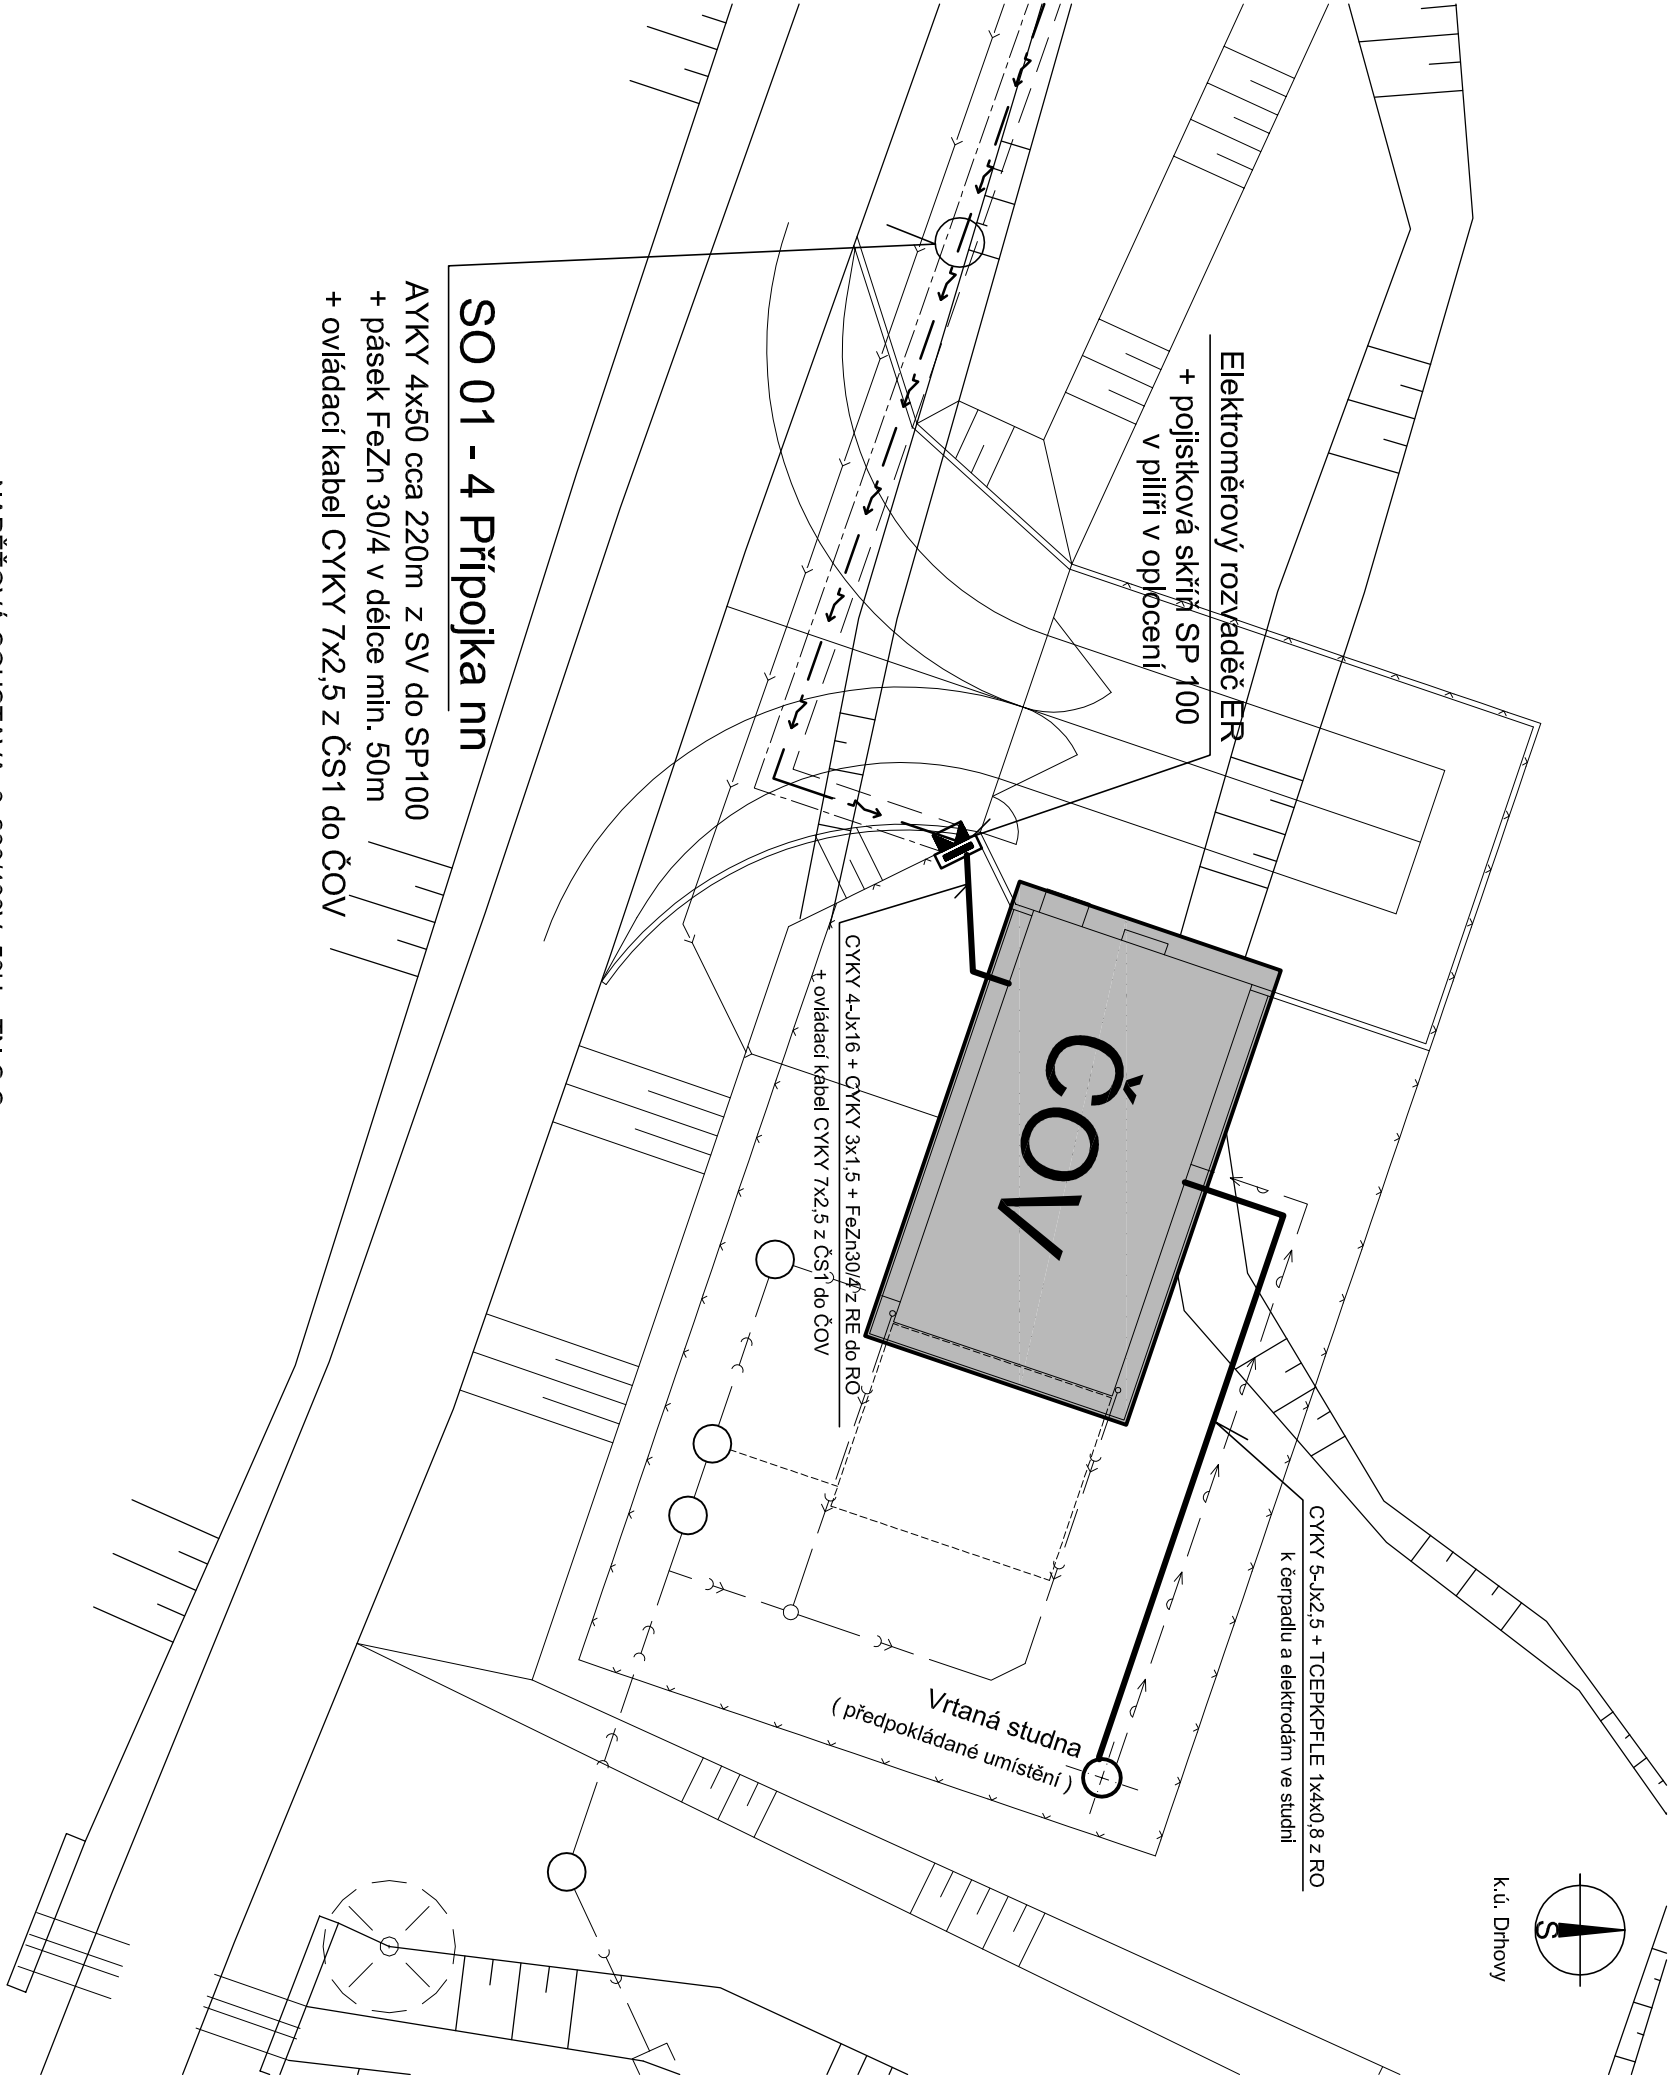 Elektroměrový rozvaděč ER
+ pojistková skříň SP 100
v pilíři v oplocení
SO 01 - 4 Přípojka nn
AYKY 4x50 cca 220m z SV do SP100
+ pásek FeZn 30/4 v délce min. 50m
+ ovládací kabel CYKY 7x2,5 z ČS1 do ČOV
ČOV
CYKY 4-Jx16 + CYKY 3x1,5 + FeZn30/4 z RE do RO
+ ovládací kabel CYKY 7x2,5 z ČS1 do ČOV
CYKY 5-Jx2,5 + TCEPKPFLE 1x4x0,8 z RO
k čerpadlu a elektrodám ve studni
Vrtaná studna
( předpokládané umístění )
S
k.ú. Drhovy